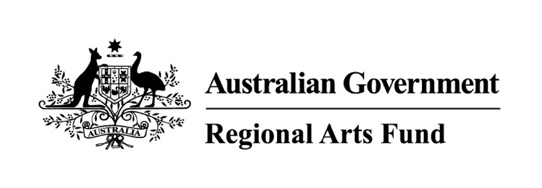 AUSTRALIA
Australian Government
Regional Arts Fund